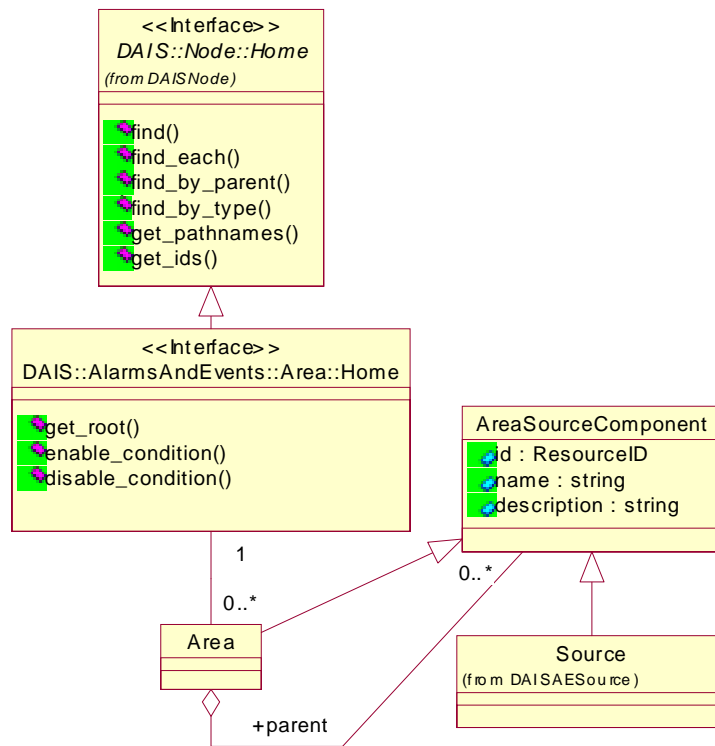 <<Interface>>
DAIS::Node::Home
(from DAISNode)
find()
find_each()
find_by_parent()
find_by_type()
get_pathnames()
get_ids()
<<Interface>>
DAIS::AlarmsAndEvents::Area::Home
get_root()
enable_condition()
disable_condition()
AreaSourceComponent
id : ResourceID
name : string
description : string
1
0..*
0..*
Area
Source
(from DAISAESource)
+parent